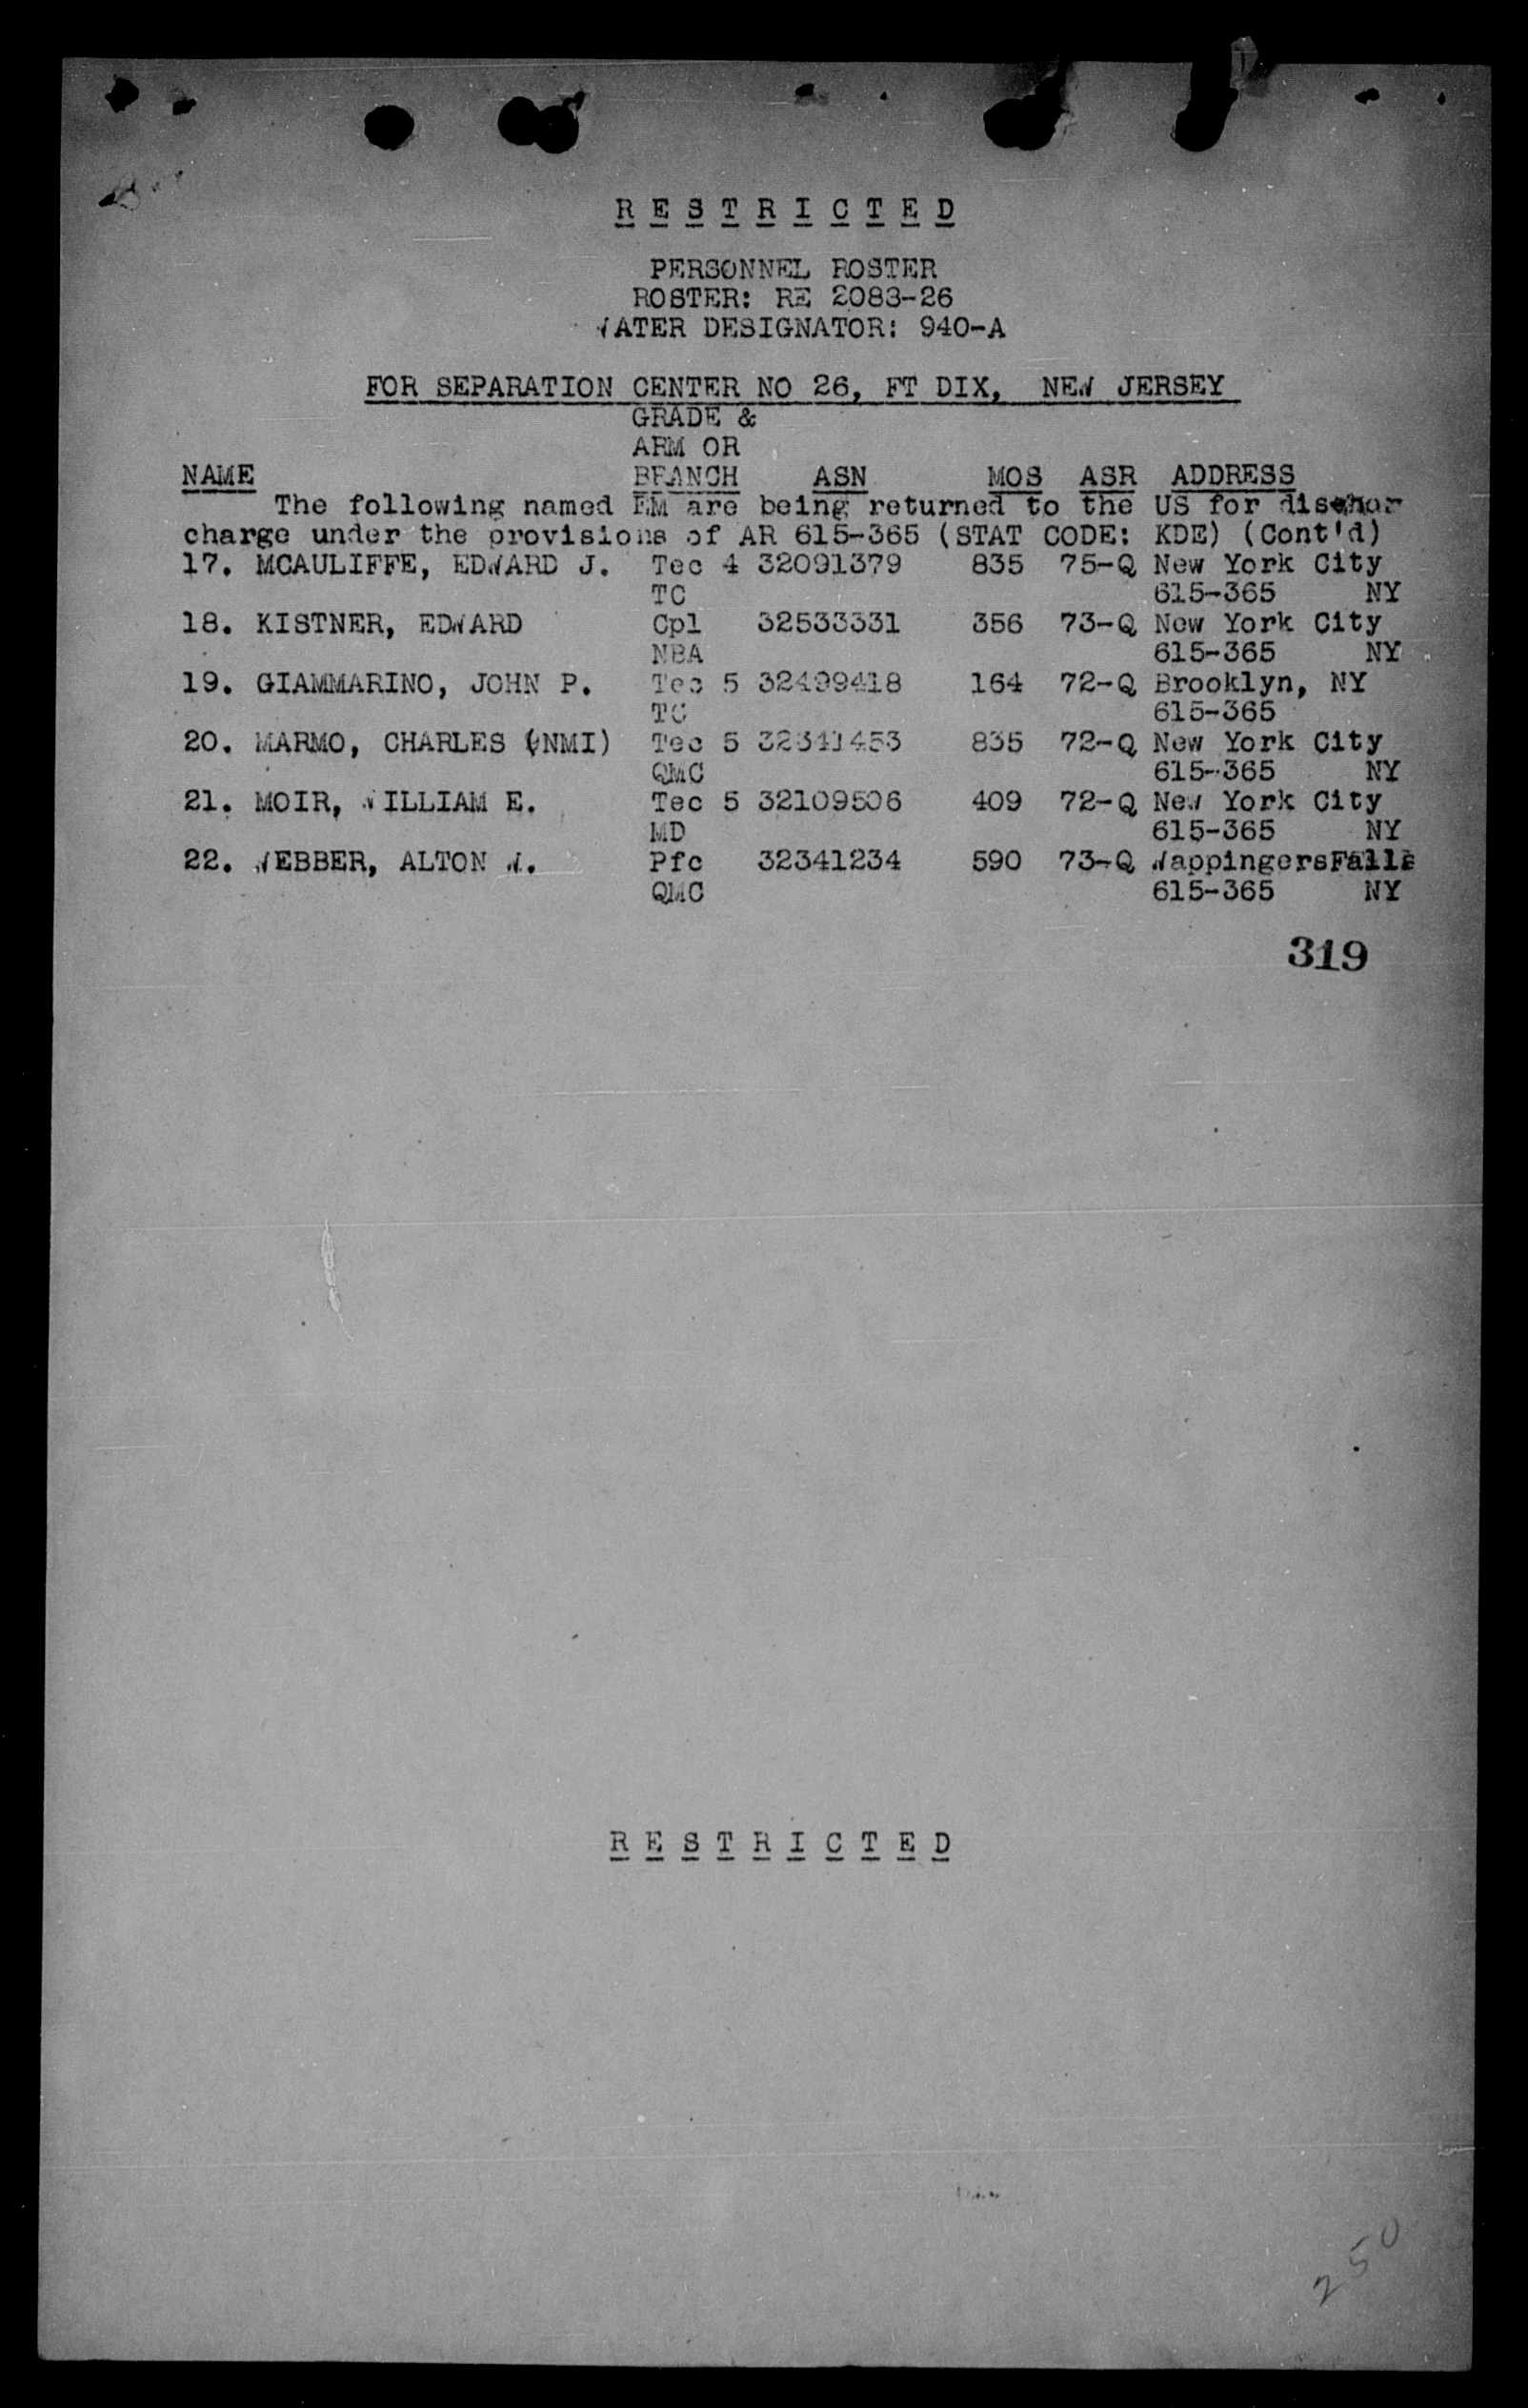 R E S T R I C T E D
PERSONNEL ROSTER
ROSTER: RE 2083-26
WATER DESIGNATOR: 940-A
FOR SEPARATION CENTER NO 26, FT DIX, NEW JERSEY
GRADE &
ARM OR
NAME BRANCH ASN MOS ASR ADDRESS
The following named EM are being returned to the US for
charge under the provisions of AR 615-365 (STAT CODE: KDE) (Cont'd)
17. MCAULIFFE, EDWARD J. Tec 4 32091379 835 75-Q New York City
TC 615-365 NY
18. KISTNER, EDWARD Cpl 32533331 356 73-Q New York City
NBA 615-365 NY
19. GIAMMARINO, JOHN P. Tec 5 32499418 164 72-Q Brooklyn, NY
TC 615-365
20. MARMO, CHARLES (NMI) Tec 5 32341453 835 72-Q New York City
QMC 615-365 NY
21. MOIR, WILLIAM E. Tec 5 32109506 409 72-Q New York City
MD 615-365 NY
22. WEBBER, ALTON W. Pfc 32341234 590 73-Q WappingersFalls
QMC 615-365 NY
319
R E S T R I C T E D
250